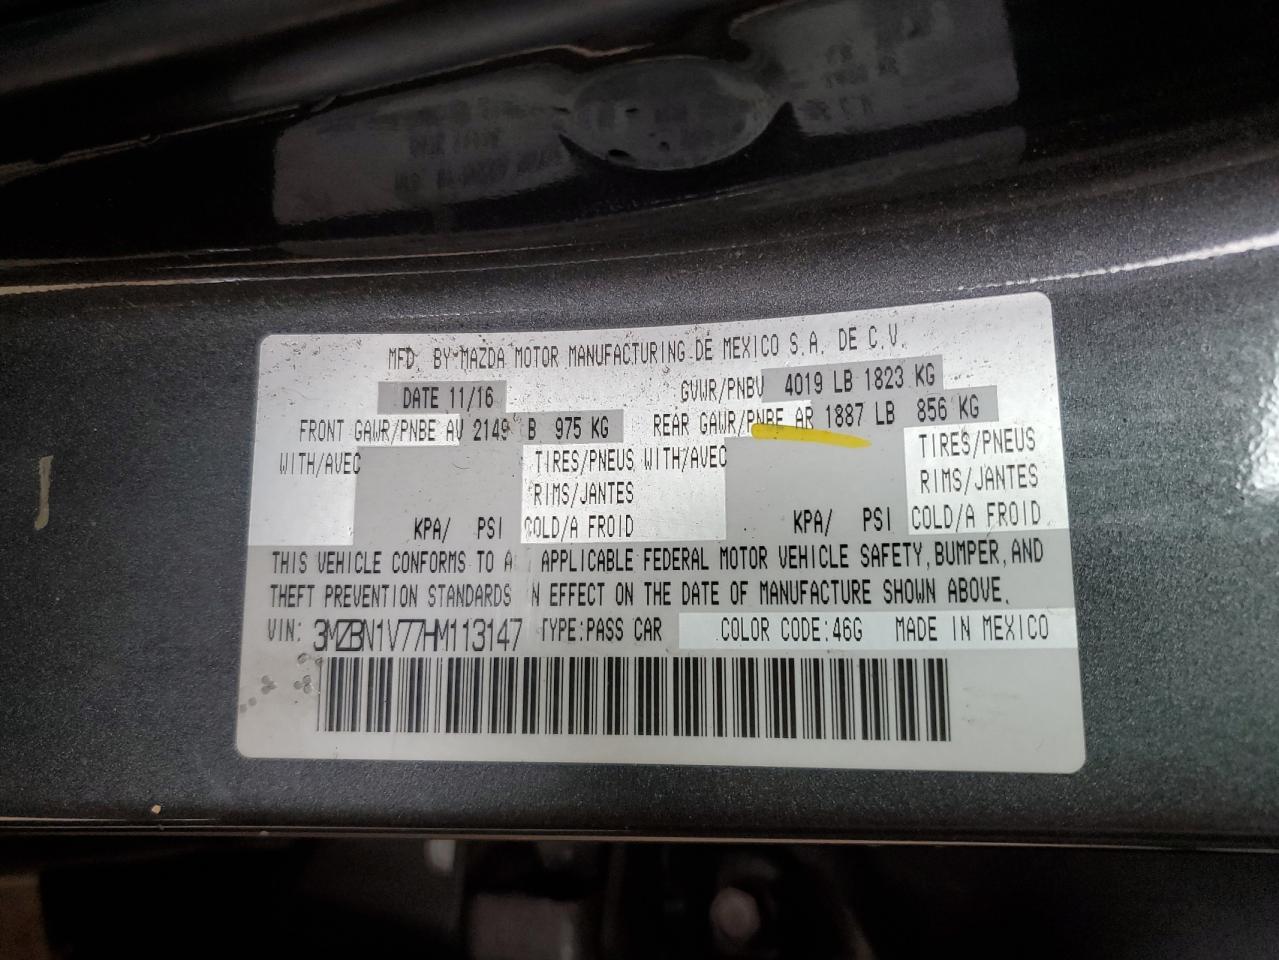 MFD. BY MAZDA MOTOR MANUFACTURING DE MEXICO S.A. DE C.V.
DATE 11/16 GVWR/PNBV 4019 LB 1823 KG
FRONT GAWR/PNBE AV 2149 B 975 KG REAR GAWR/PNBE AR 1887 LB 856 KG
WITH/AVEC TIRES/PNEUS WITH/AVEC TIRES/PNEUS
RIMS/JANTES RIMS/JANTES
KPA/ PSI COLD/A FROID KPA/ PSI COLD/A FROID
THIS VEHICLE CONFORMS TO A APPLICABLE FEDERAL MOTOR VEHICLE SAFETY, BUMPER, AND
THEFT PREVENTION STANDARDS N EFFECT ON THE DATE OF MANUFACTURE SHOWN ABOVE.
VIN: 3MZBN1V77HM113147 TYPE:PASS CAR COLOR CODE:46G MADE IN MEXICO